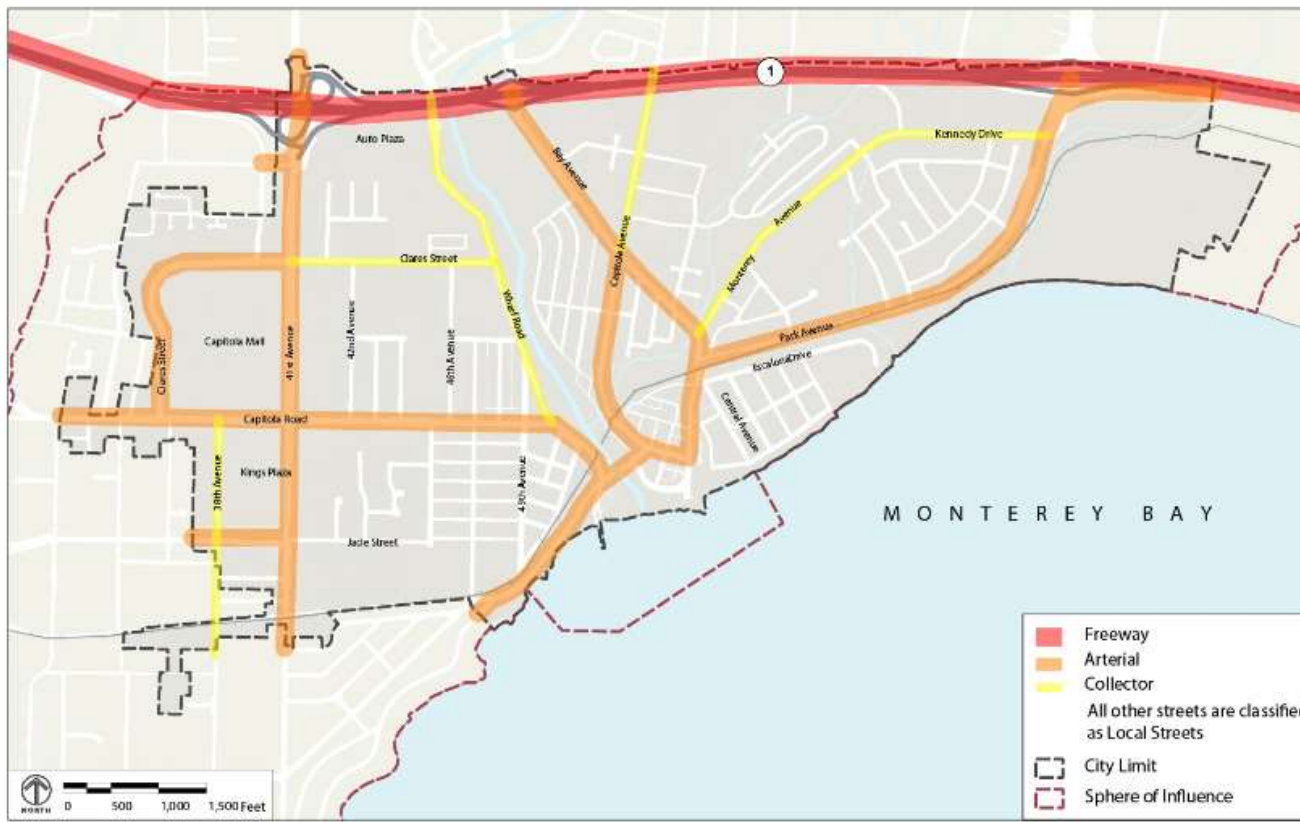 1
Auto Plaza
Bay Avenue
Kennedy Drive
Capitola Avenue
Avenue
Monterey
Clares Street
Wharf Road
Capitola Mall
Clares Street
41st Avenue
42nd Avenue
46th Avenue
Park Avenue
Escalona Drive
Central Avenue
Capitola Road
Kings Plaza
38th Avenue
49th Avenue
Jade Street
MONTEREY BAY
Freeway
Arterial
Collector
All other streets are classified
as Local Streets
City Limit
Sphere of Influence
NORTH
0 500 1,000 1,500 Feet